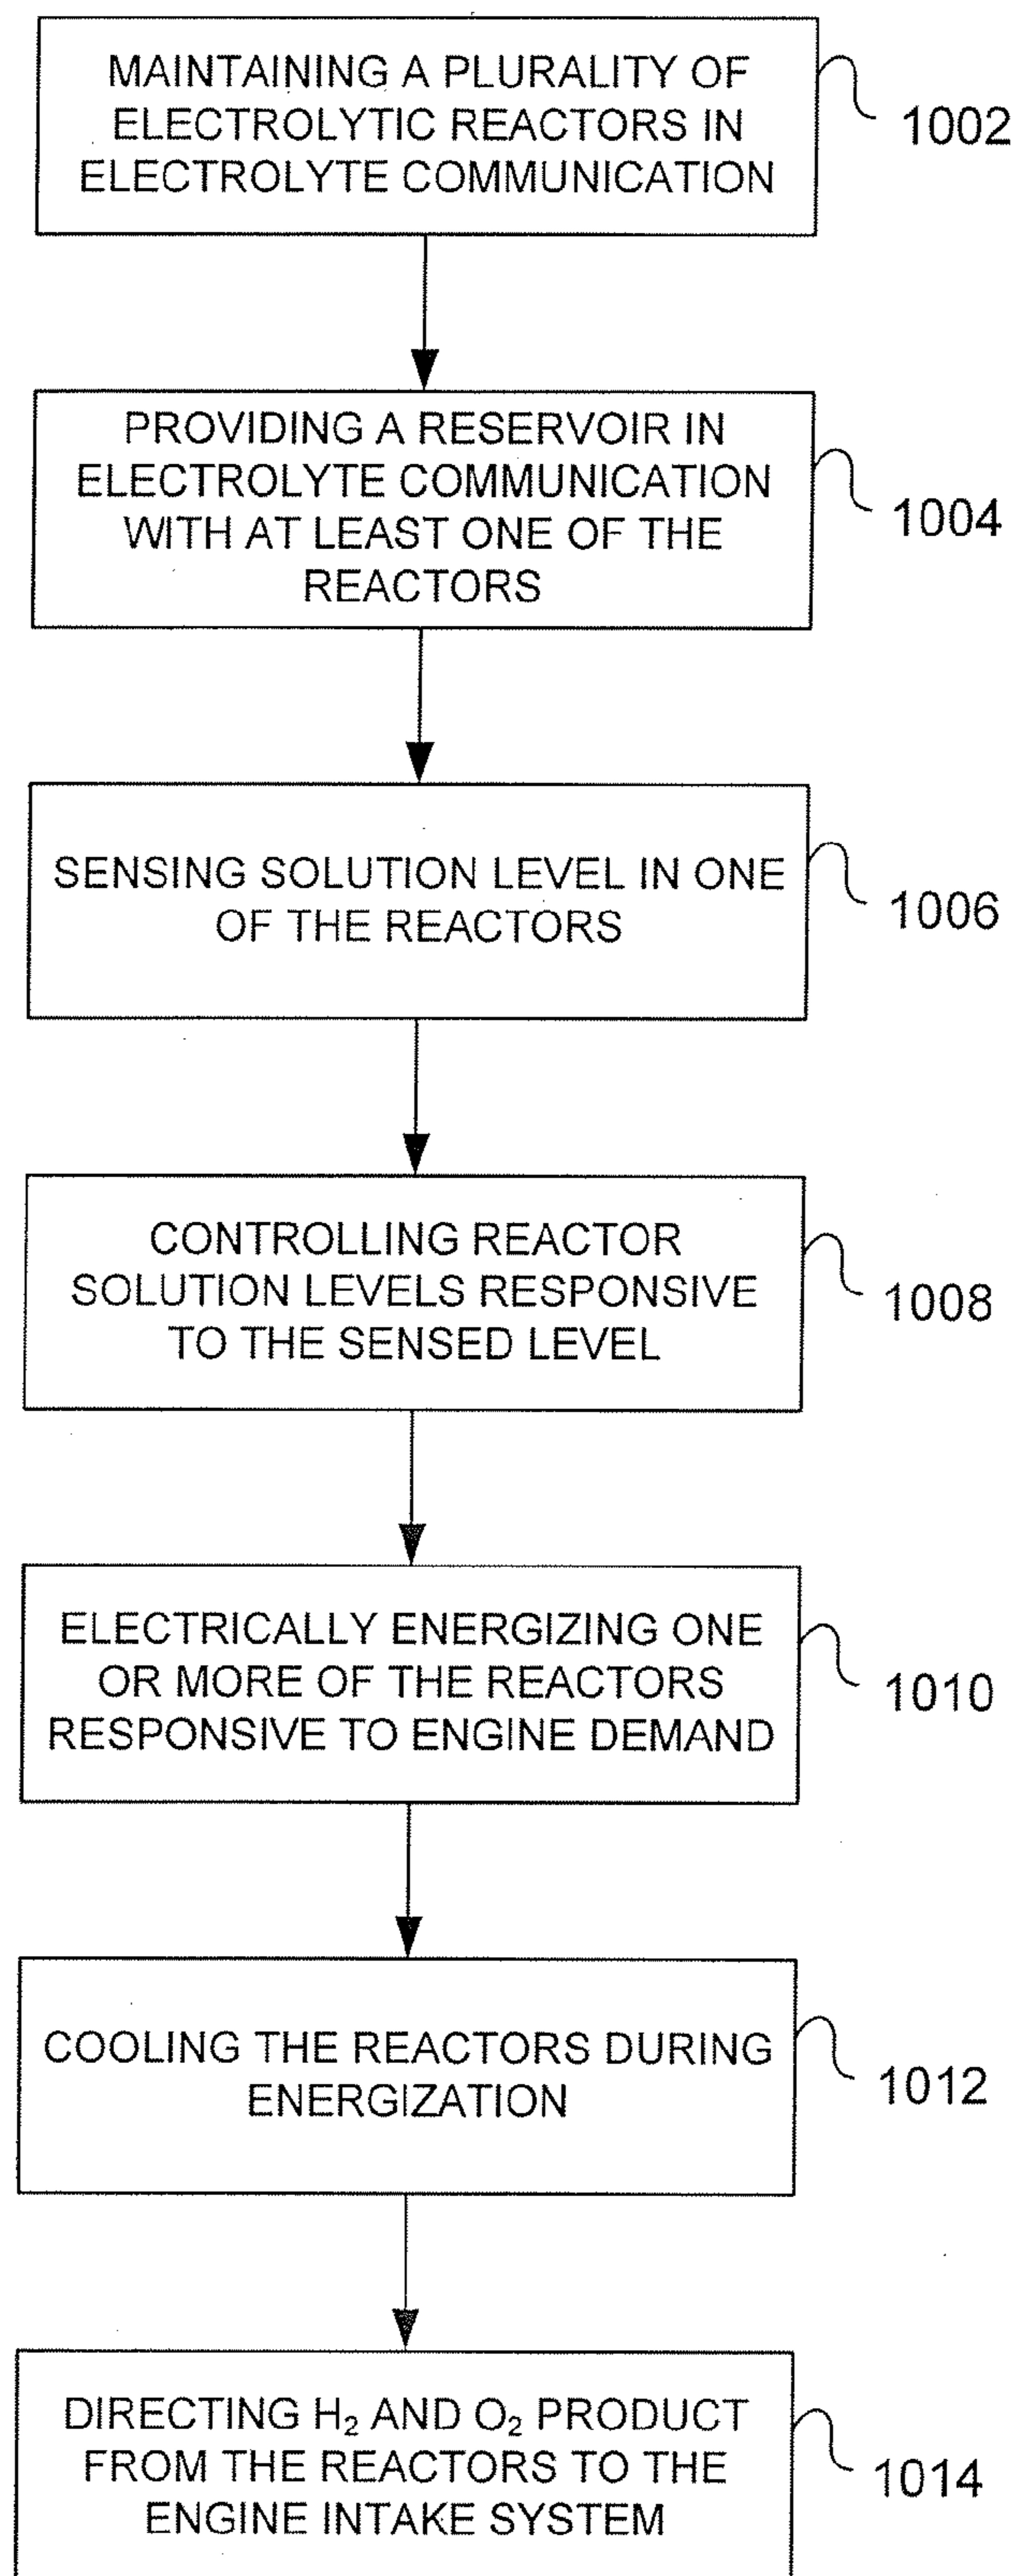 MAINTAINING A PLURALITY OF
ELECTROLYTIC REACTORS IN
ELECTROLYTE COMMUNICATION
1002
PROVIDING A RESERVOIR IN
ELECTROLYTE COMMUNICATION
WITH AT LEAST ONE OF THE
REACTORS
1004
SENSING SOLUTION LEVEL IN ONE
OF THE REACTORS
1006
CONTROLLING REACTOR
SOLUTION LEVELS RESPONSIVE
TO THE SENSED LEVEL
1008
ELECTRICALLY ENERGIZING ONE
OR MORE OF THE REACTORS
RESPONSIVE TO ENGINE DEMAND
1010
COOLING THE REACTORS DURING
ENERGIZATION
1012
DIRECTING H₂ AND O₂ PRODUCT
FROM THE REACTORS TO THE
ENGINE INTAKE SYSTEM
1014